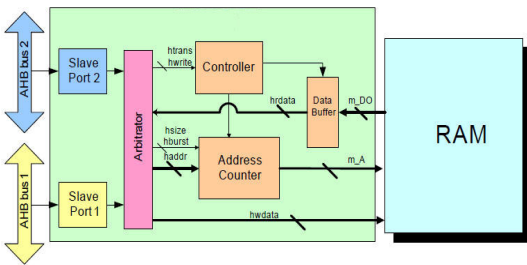 AHB bus 2
Slave
Port 2
Arbitrator
htrans
hwrite
Controller
hrdata
Data
Buffer
m_DO
RAM
hsize
hburst
haddr
Address
Counter
m_A
AHB bus 1
Slave
Port 1
hwdata